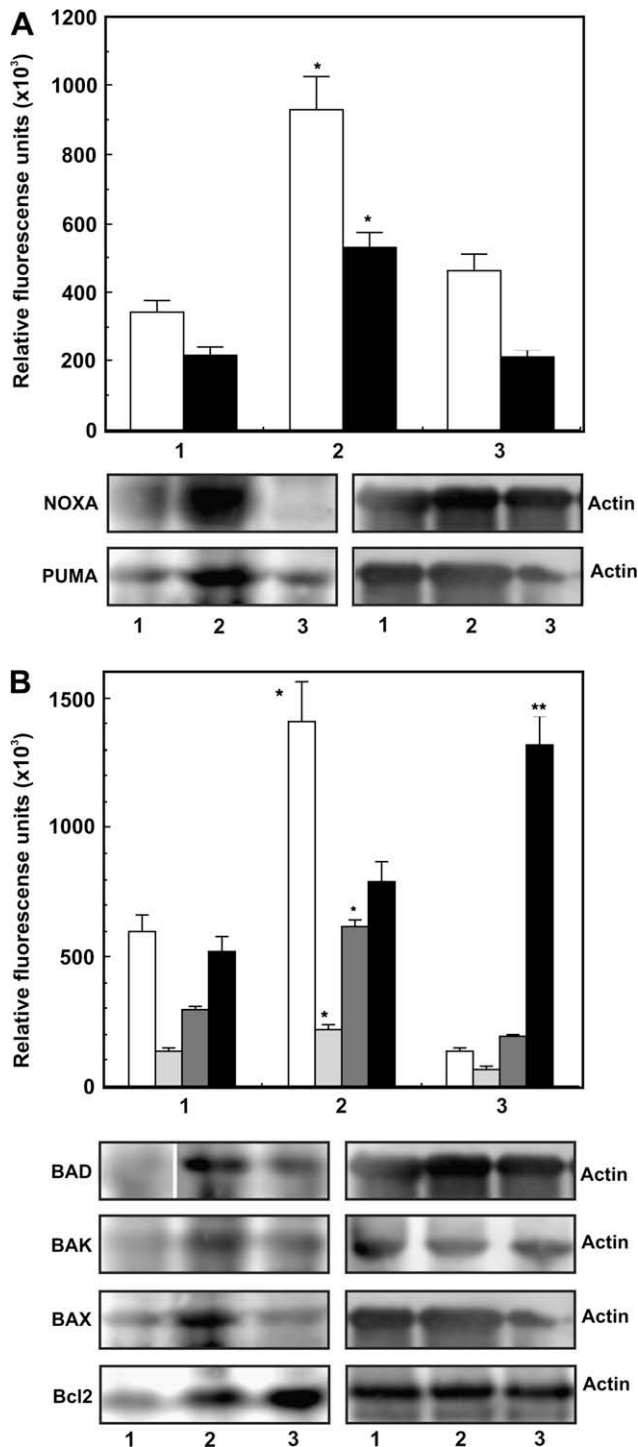 A
Relative fluorescense units (x10³)
1200
1000
800
600
400
200
0
*
*
1 2 3
NOXA Actin
PUMA Actin
1 2 3 1 2 3
B
Relative fluorescense units (x10³)
1500
1000
500
0
*
*
*
**
1 2 3
BAD Actin
BAK Actin
BAX Actin
Bcl2 Actin
1 2 3 1 2 3